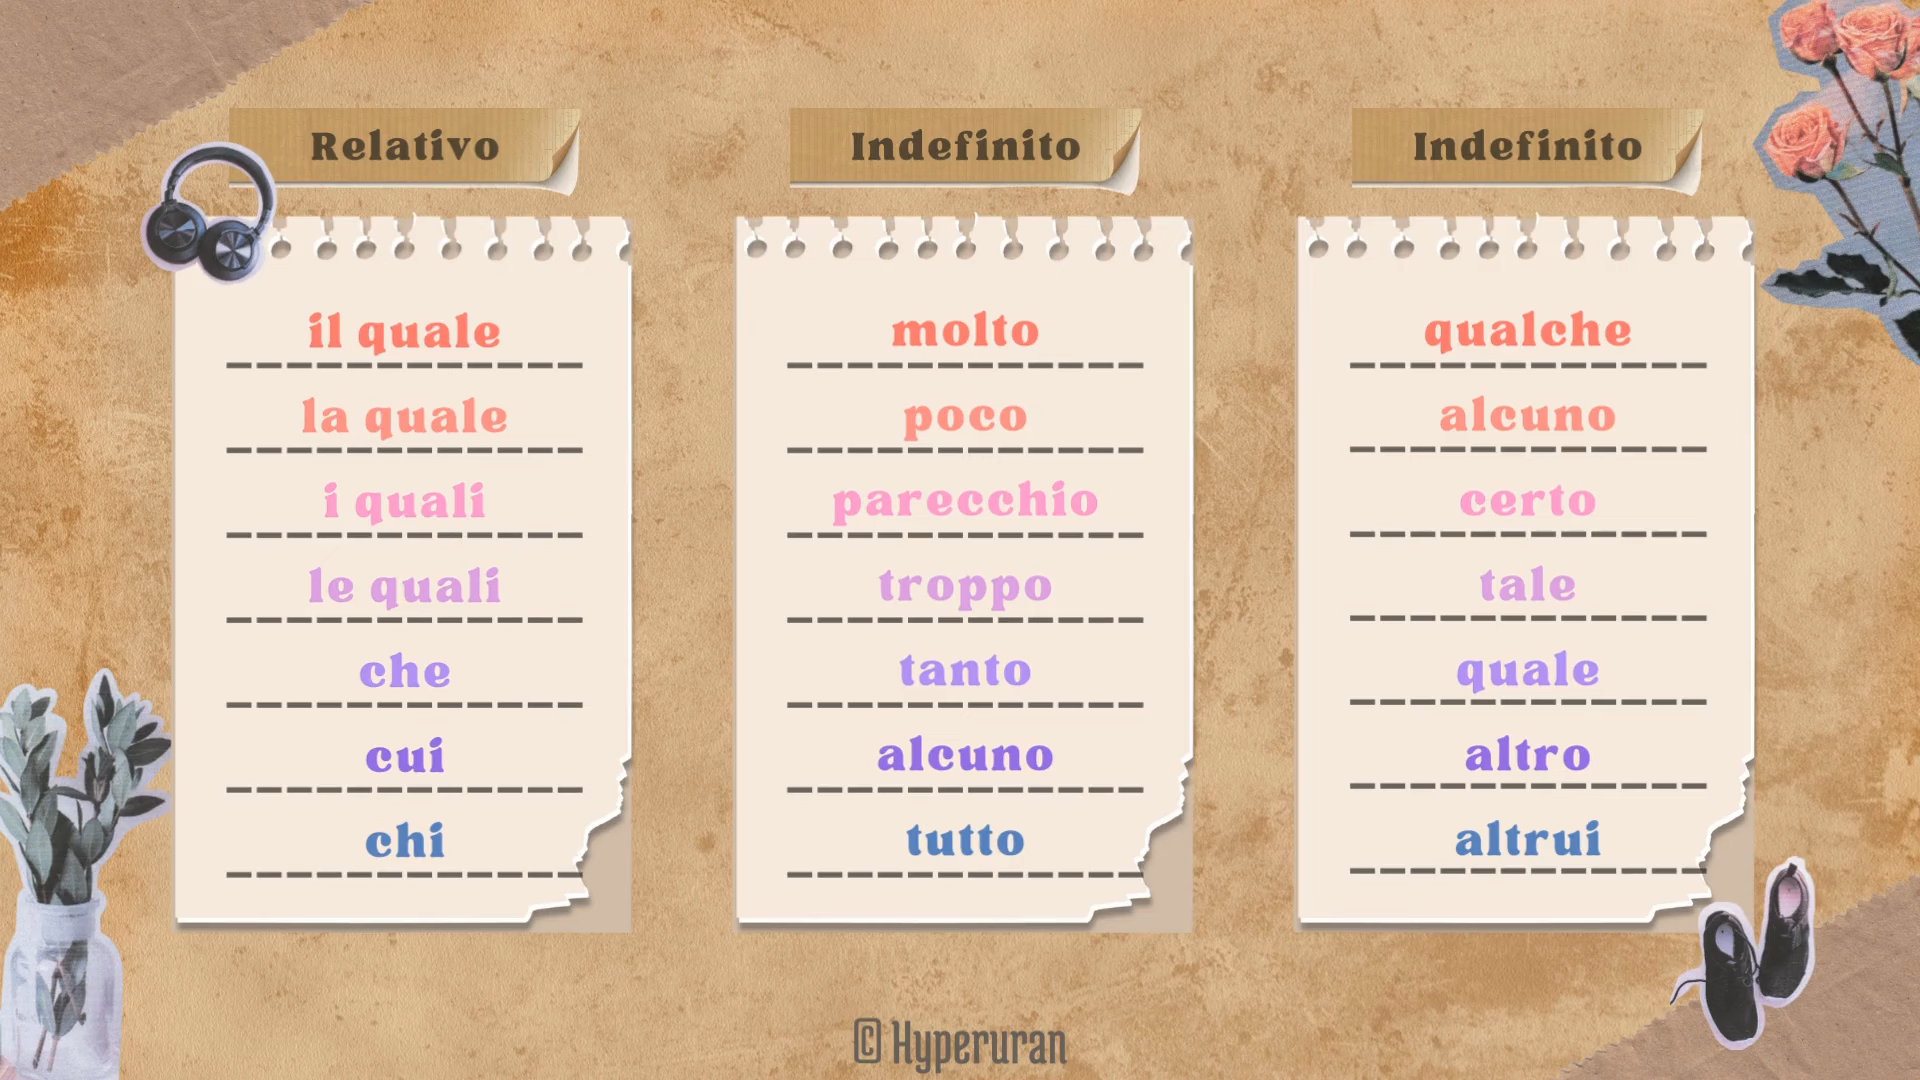 Relativo
il quale
la quale
i quali
le quali
che
cui
chi
Indefinito
molto
poco
parecchio
troppo
tanto
alcuno
tutto
Indefinito
qualche
alcuno
certo
tale
quale
altro
altrui
© Hyperuran